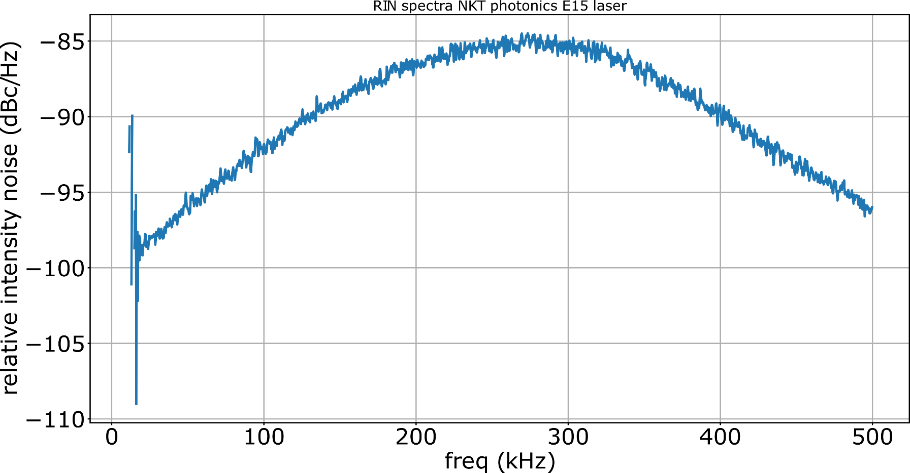 RIN spectra NKT photonics E15 laser
relative intensity noise (dBc/Hz)
−85
−90
−95
−100
−105
−110
0 100 200 300 400 500
freq (kHz)